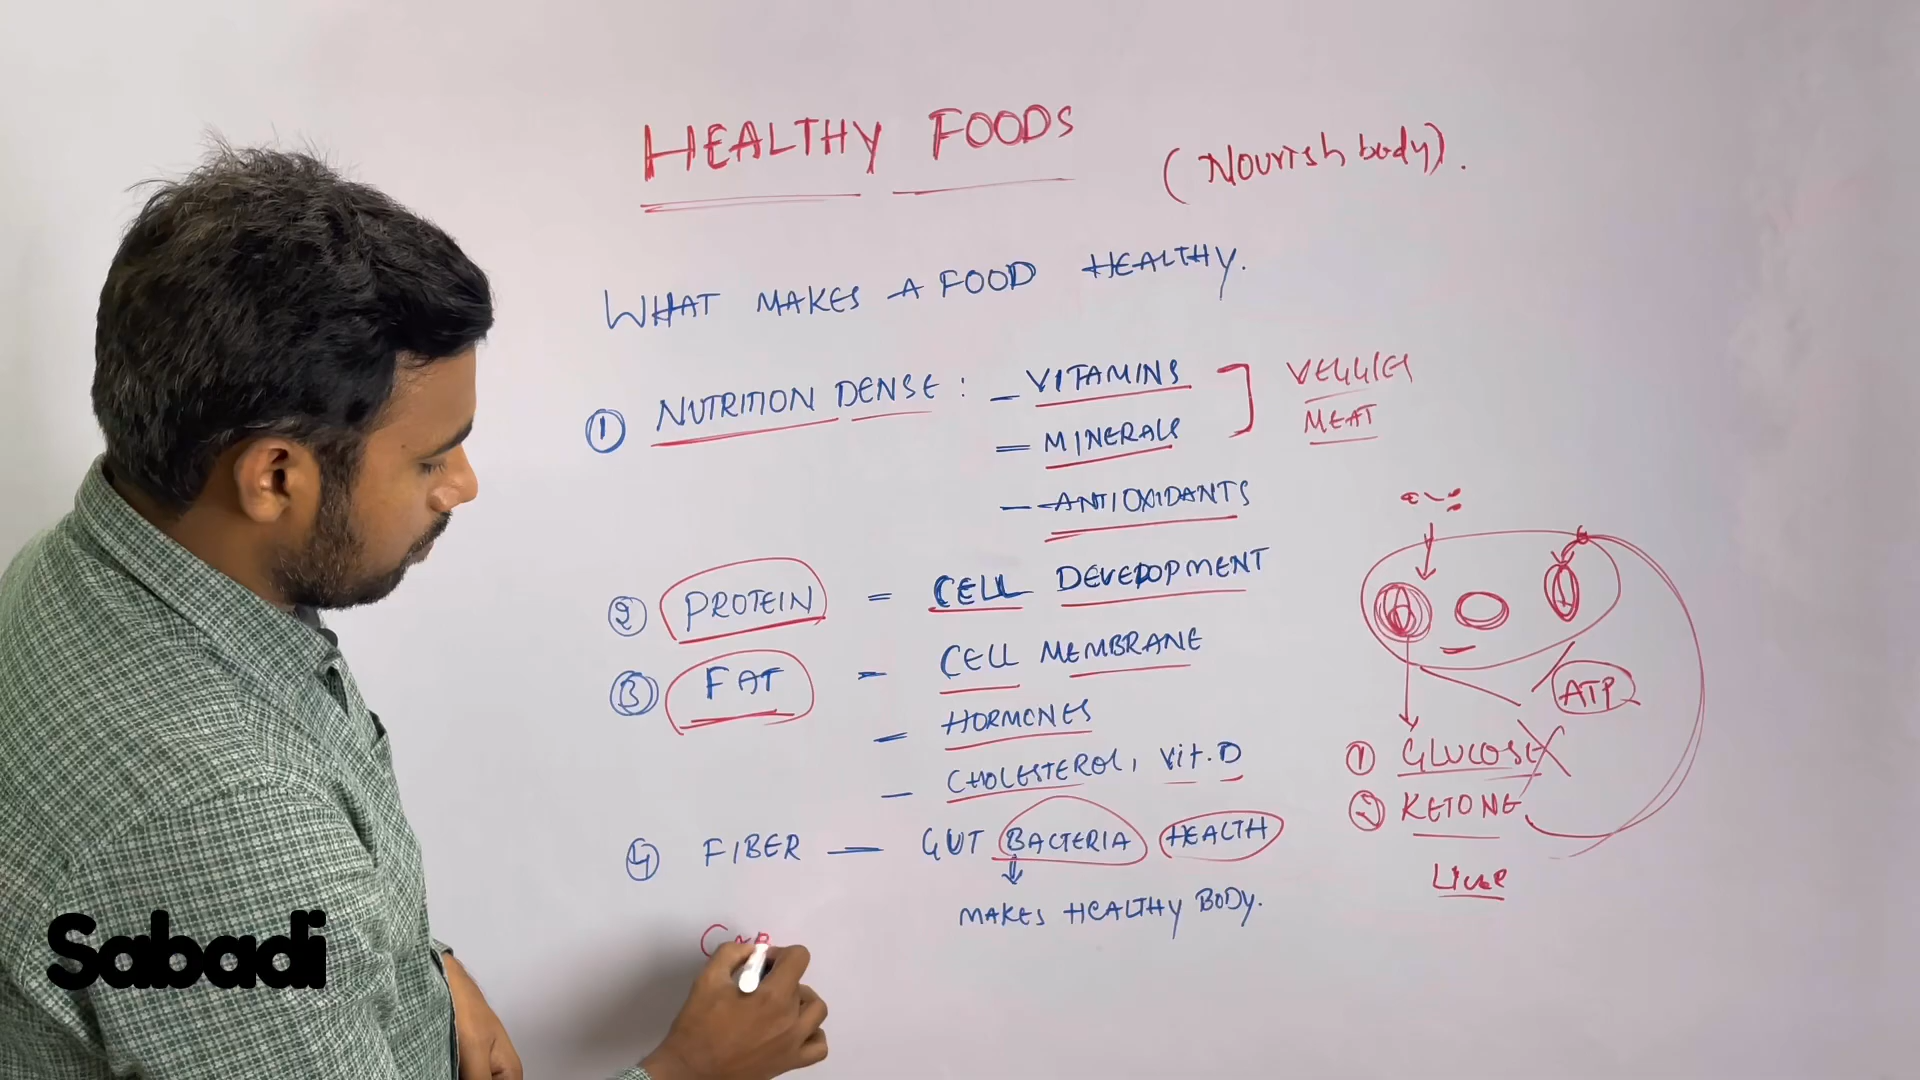 HEALTHY FOODS
(Nourish body).
WHAT MAKES A FOOD HEALTHY.
① NUTRITION DENSE : – VITAMINS
VEGGIES
– MINERALS
MEAT
– ANTIOXIDANTS
② PROTEIN = CELL DEVELOPMENT
③ FAT – CELL MEMBRANE
ATP
– HORMONES
① GLUCOSE
– CHOLESTEROL, Vit. D
② KETONE
④ FIBER — GUT BACTERIA HEALTH
MAKES HEALTHY BODY.
Sabadi